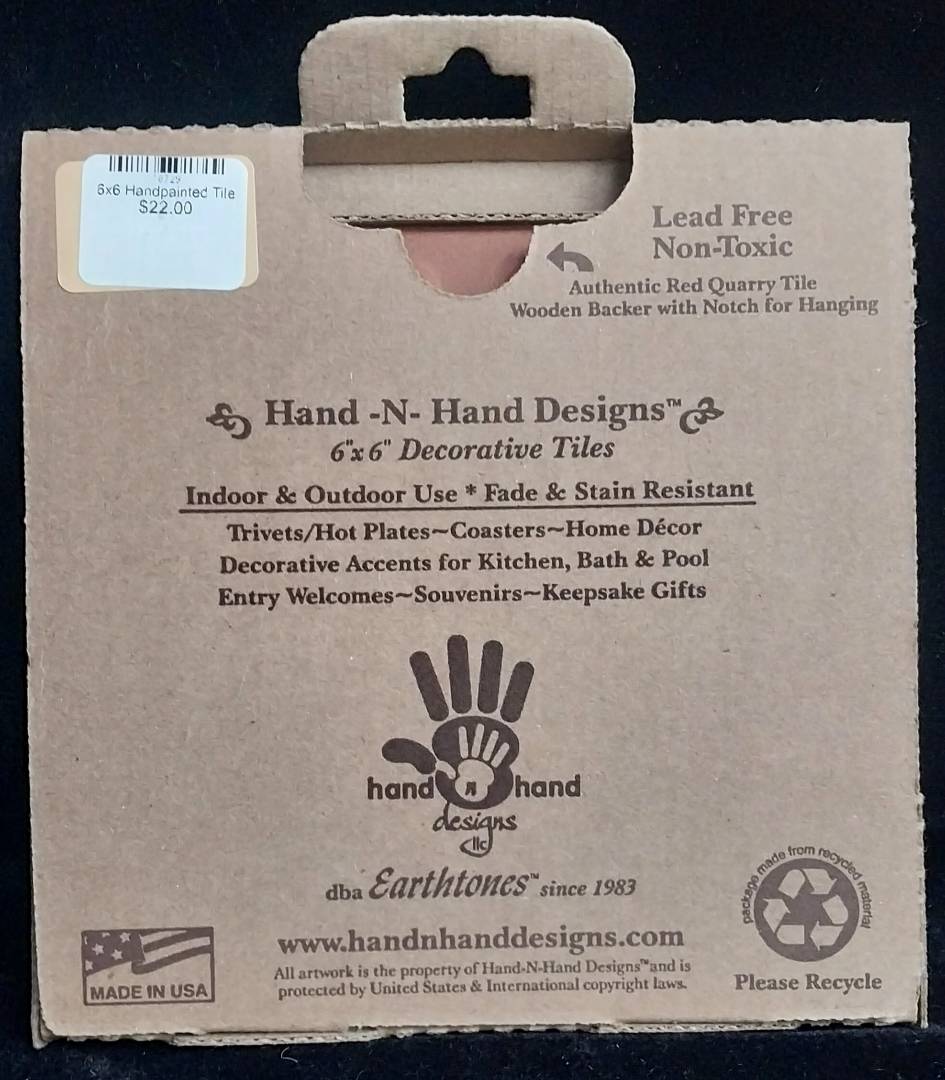 6729
6x6 Handpainted Tile
$22.00
Lead Free
Non-Toxic
Authentic Red Quarry Tile
Wooden Backer with Notch for Hanging
Hand -N- Hand Designs™
6"x 6" Decorative Tiles
Indoor & Outdoor Use * Fade & Stain Resistant
Trivets/Hot Plates~Coasters~Home Décor
Decorative Accents for Kitchen, Bath & Pool
Entry Welcomes~Souvenirs~Keepsake Gifts
hand n hand
designs
llc
dba Earthtones™ since 1983
www.handnhanddesigns.com
All artwork is the property of Hand-N-Hand Designs™and is
protected by United States & International copyright laws.
MADE IN USA
package made from recycled material
Please Recycle